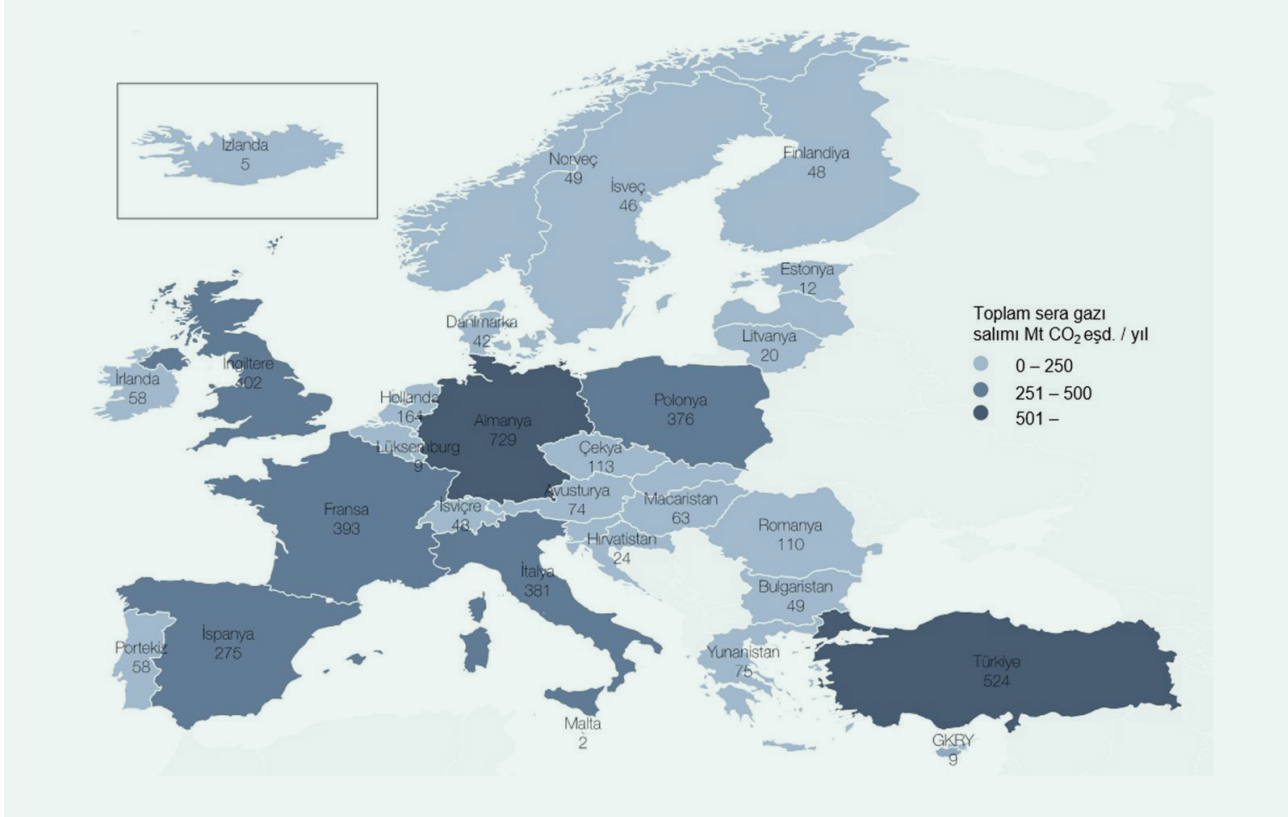 İzlanda
5
Norveç
49
İsveç
46
Finlandiya
48
Estonya
12
Danimarka
42
Litvanya
20
İrlanda
58
İngiltere
402
Hollanda
164
Almanya
729
Polonya
376
Lüksemburg
9
Çekya
113
Fransa
393
İsviçre
43
Avusturya
74
Macaristan
63
Romanya
110
Hırvatistan
24
İtalya
381
Bulgaristan
49
Portekiz
58
İspanya
275
Yunanistan
75
Türkiye
524
Malta
2
GKRY
9
Toplam sera gazı
salımı Mt CO₂ eşd. / yıl
0 – 250
251 – 500
501 –